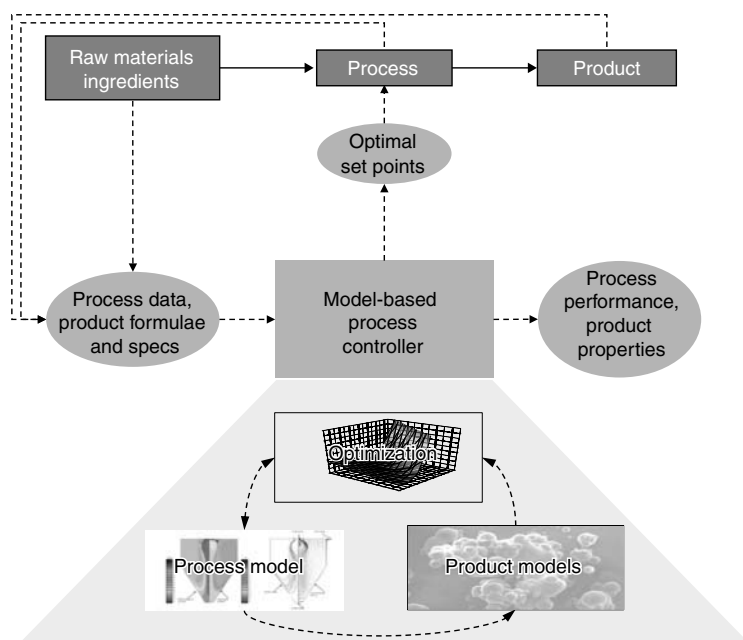 Raw materials
ingredients
Process
Product
Optimal
set points
Process data,
product formulae
and specs
Model-based
process
controller
Process
performance,
product
properties
Optimization
Process model
Product models